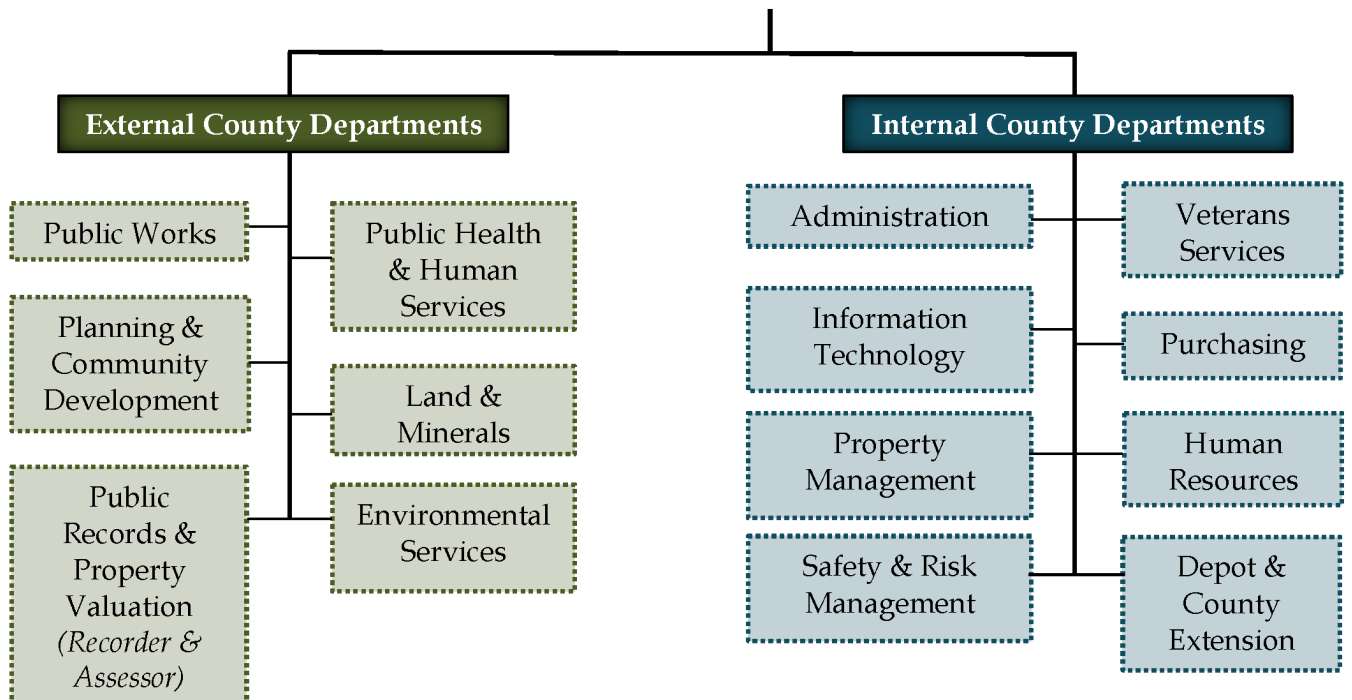 External County Departments
Public Works
Planning &
Community
Development
Public
Records &
Property
Valuation
(Recorder &
Assessor)
Public Health
& Human
Services
Land &
Minerals
Environmental
Services
Internal County Departments
Administration
Information
Technology
Property
Management
Safety & Risk
Management
Veterans
Services
Purchasing
Human
Resources
Depot &
County
Extension